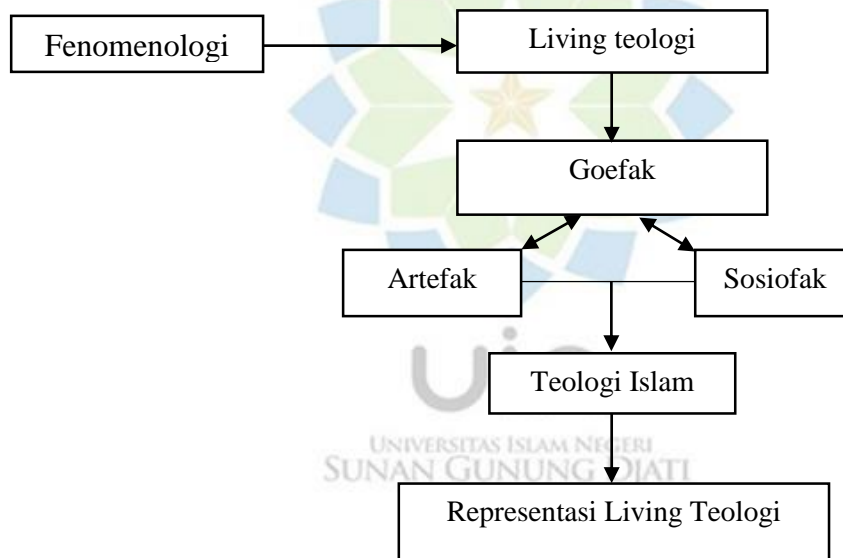 Fenomenologi
Living teologi
Goefak
Artefak
Sosiofak
Teologi Islam
UNIVERSITAS ISLAM NEGERI
SUNAN GUNUNG DJATI
Representasi Living Teologi